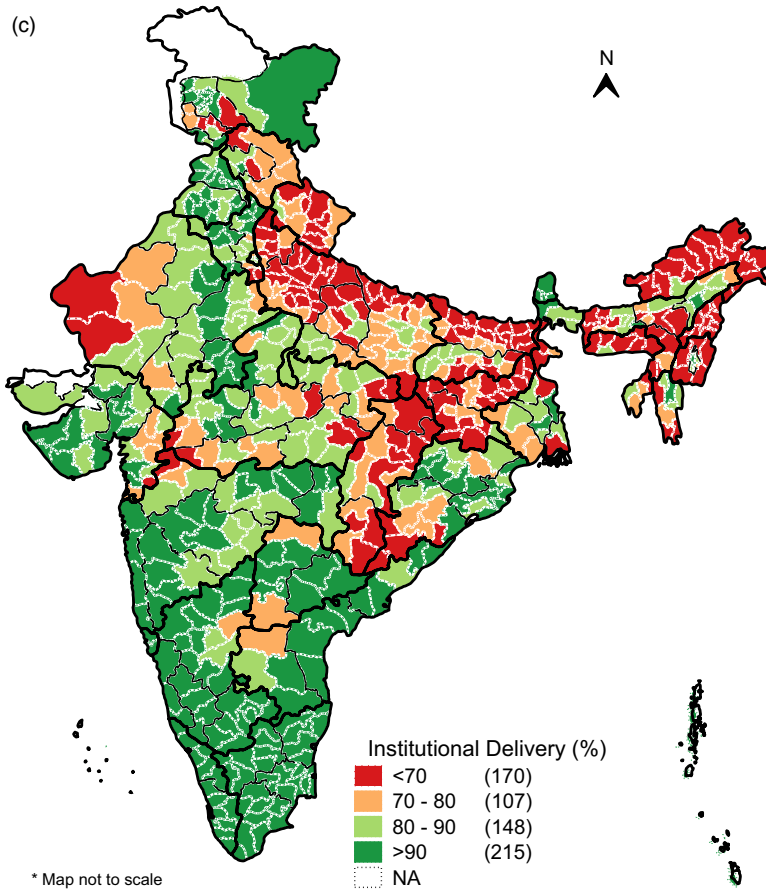 (c)
N
Institutional Delivery (%)
<70 (170)
70 - 80 (107)
80 - 90 (148)
>90 (215)
NA
* Map not to scale